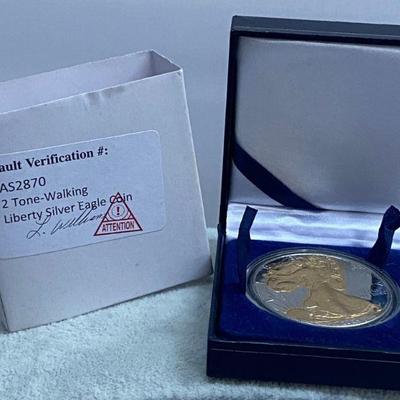 ault Verification #:
AS2870
2 Tone-Walking
Liberty Silver Eagle Coin
ATTENTION